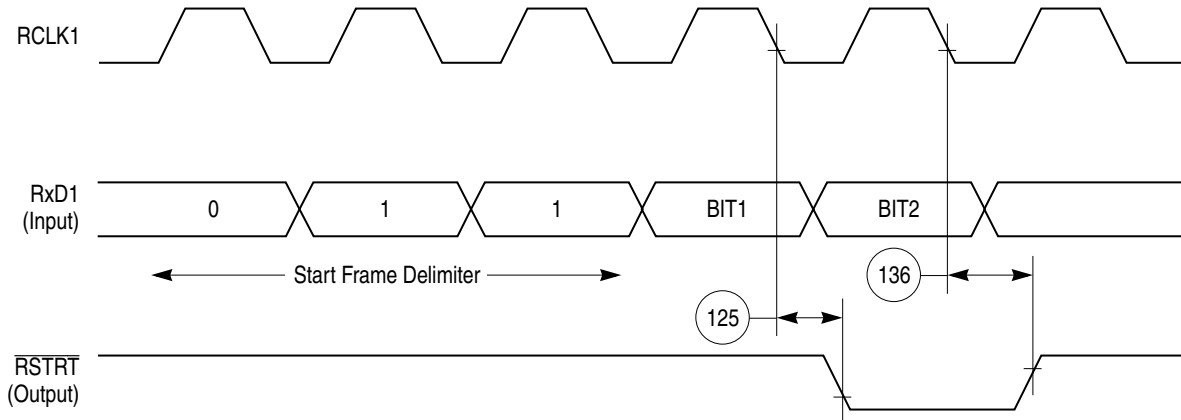 RCLK1
RxD1
(Input)
0
1
1
BIT1
BIT2
Start Frame Delimiter
136
125
RSTRT
(Output)